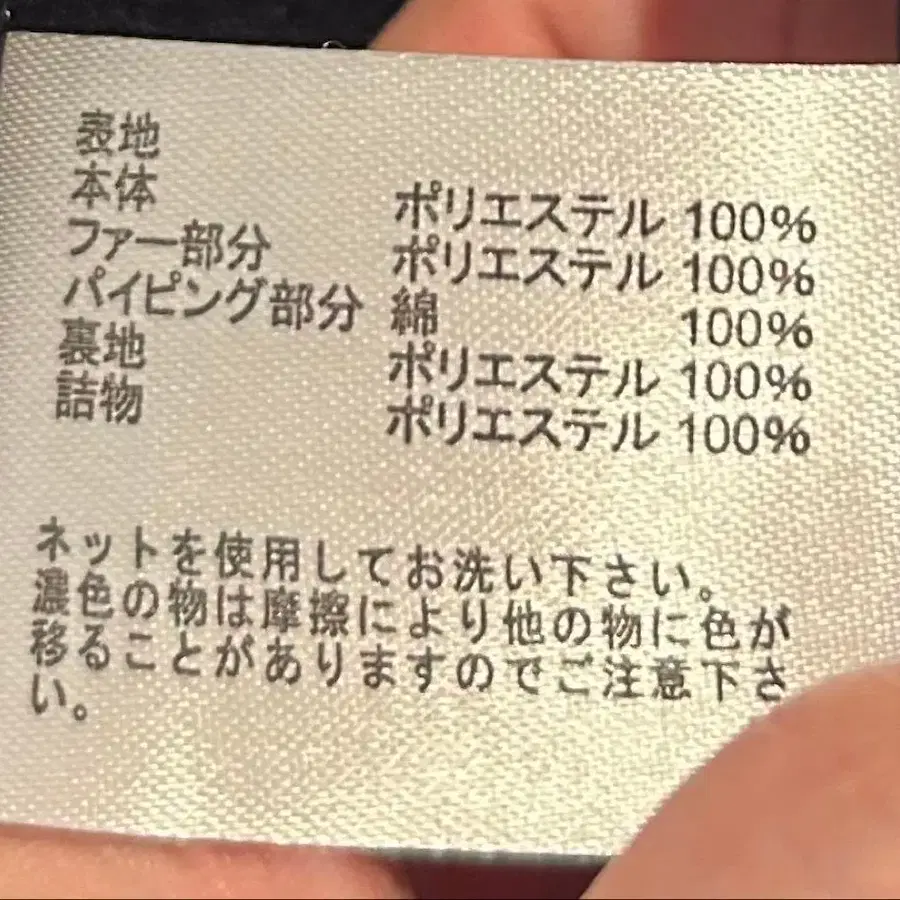 表地
本体 ポリエステル 100%
ファー部分 ポリエステル 100%
パイピング部分 綿 100%
裏地 ポリエステル 100%
詰物 ポリエステル 100%
ネットを使用してお洗い下さい。
濃色の物は摩擦により他の物に色が
移ることがありますのでご注意下さ
い。